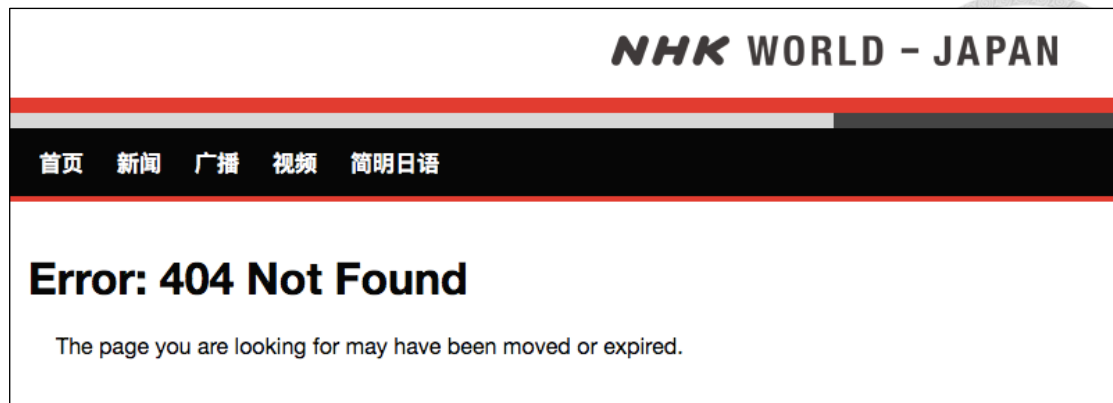 NHK WORLD – JAPAN
首页 新闻 广播 视频 简明日语
Error: 404 Not Found
The page you are looking for may have been moved or expired.